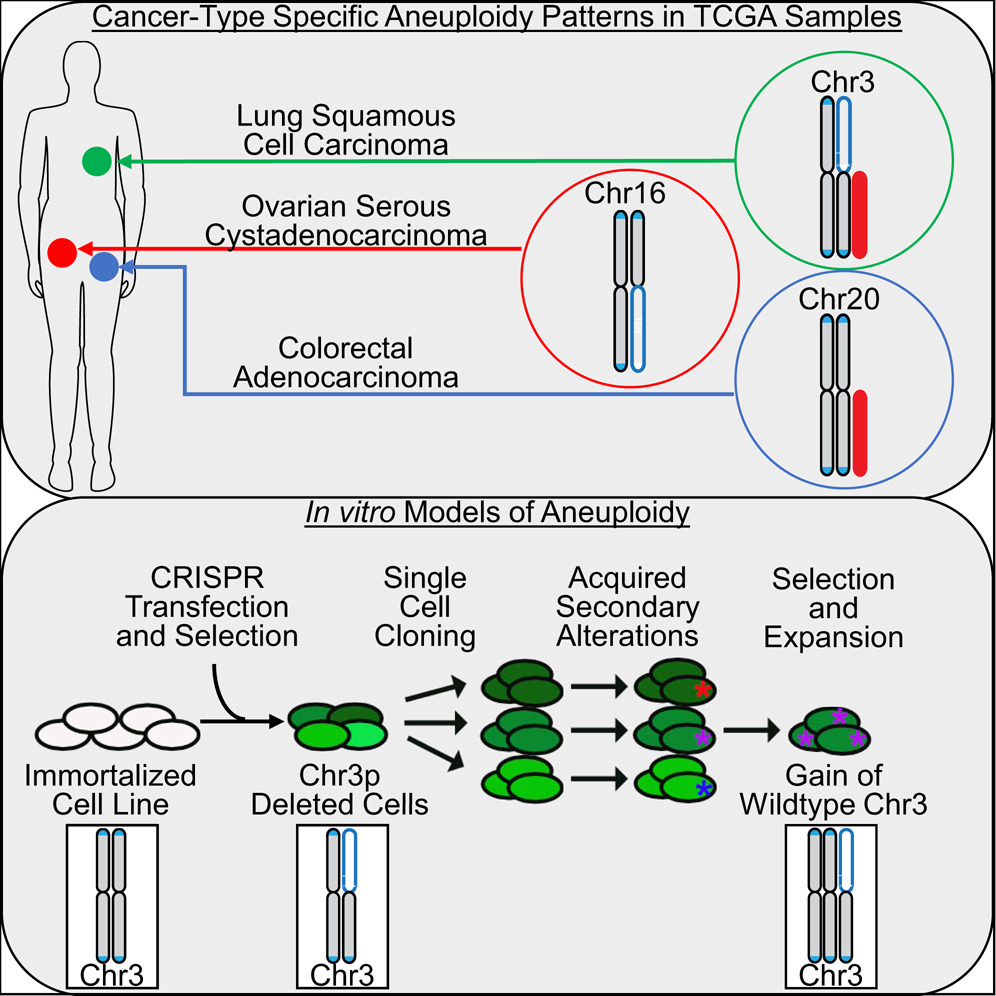 Cancer-Type Specific Aneuploidy Patterns in TCGA Samples
Lung Squamous
Cell Carcinoma
Chr3
Ovarian Serous
Cystadenocarcinoma
Chr16
Colorectal
Adenocarcinoma
Chr20
In vitro Models of Aneuploidy
CRISPR
Transfection
and Selection
Single
Cell
Cloning
Acquired
Secondary
Alterations
Selection
and
Expansion
Immortalized
Cell Line
Chr3p
Deleted Cells
Gain of
Wildtype Chr3
Chr3
Chr3
Chr3